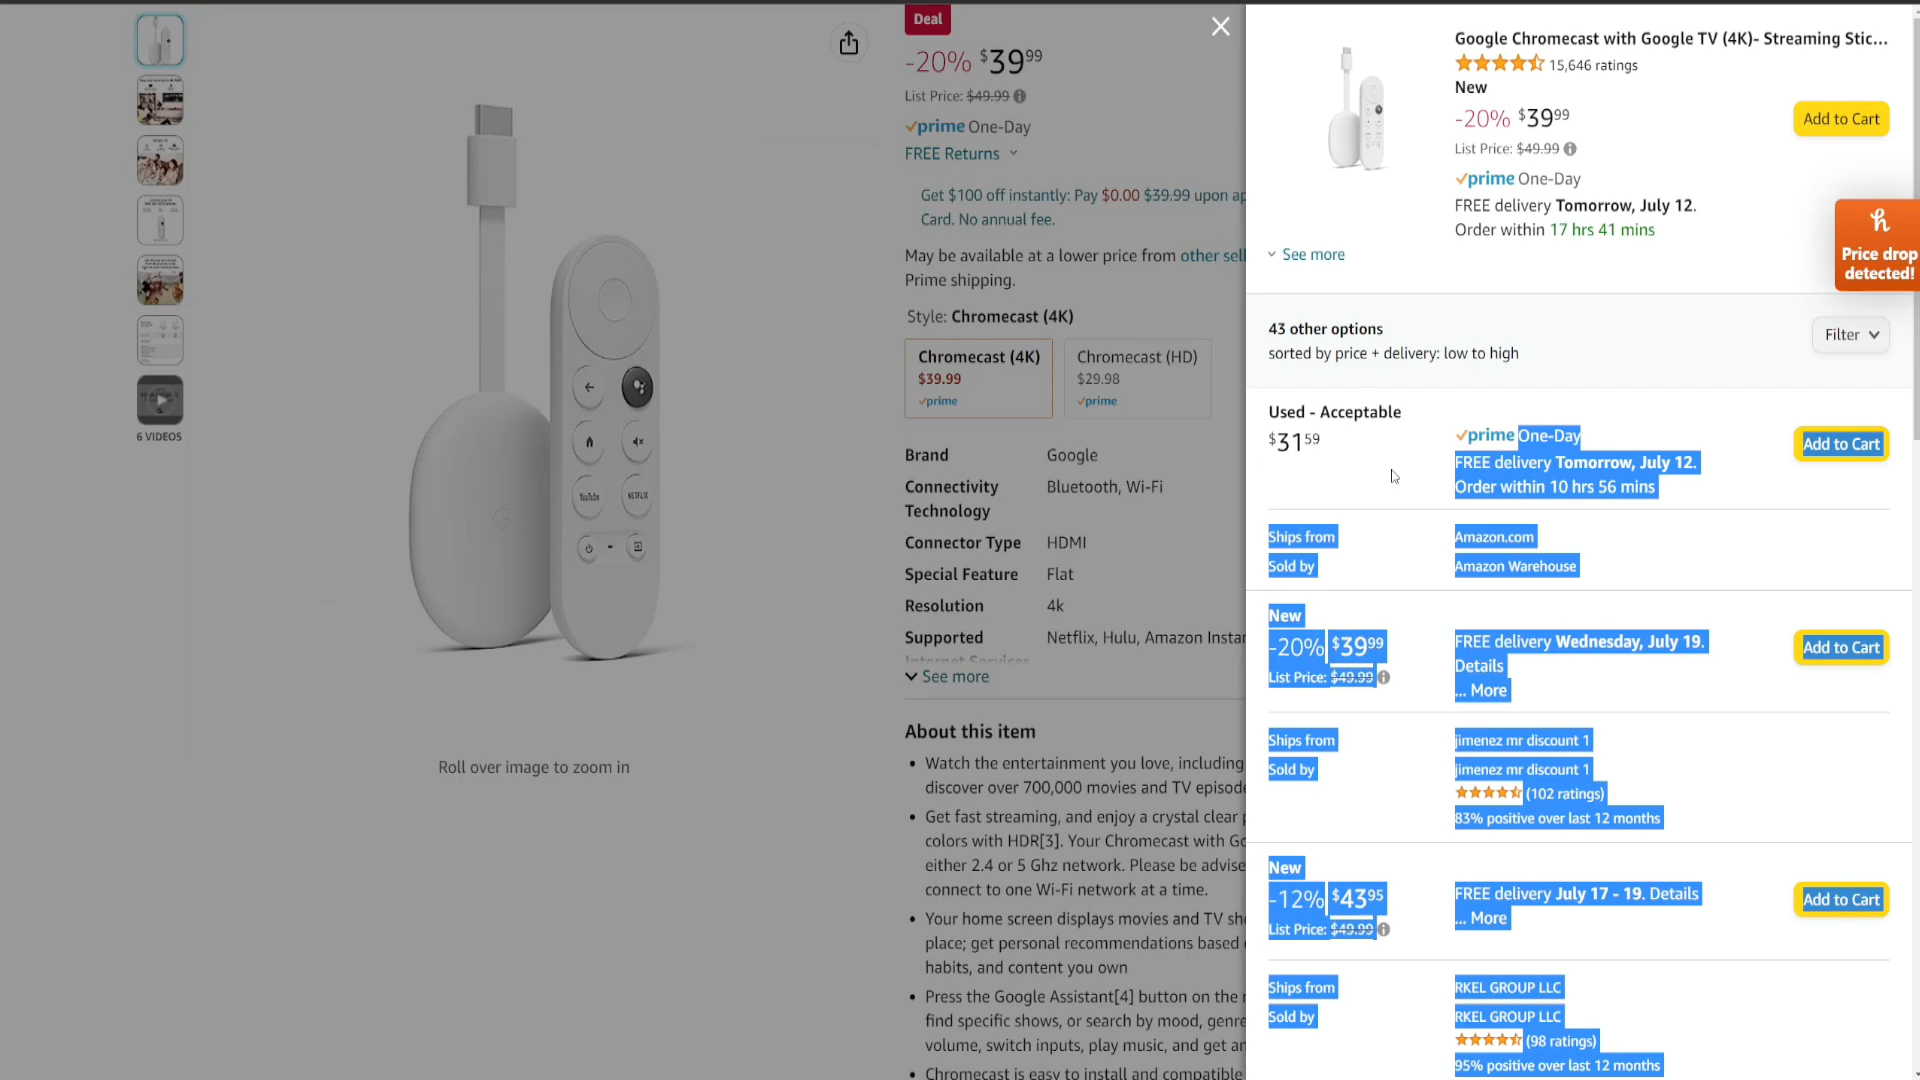 6 VIDEOS
Roll over image to zoom in
YouTube
NETFLIX
Deal
-20% $39 99
List Price: $49.99
prime One-Day
FREE Returns
Get $100 off instantly: Pay $0.00 $39.99 upon ap
Card. No annual fee.
May be available at a lower price from other sell
Prime shipping.
Style: Chromecast (4K)
Chromecast (4K)
$39.99
prime
Chromecast (HD)
$29.98
prime
Brand Google
Connectivity Bluetooth, Wi-Fi
Technology
Connector Type HDMI
Special Feature Flat
Resolution 4k
Supported Netflix, Hulu, Amazon Instar
Internet Services
See more
About this item
Watch the entertainment you love, including
discover over 700,000 movies and TV episode
Get fast streaming, and enjoy a crystal clear p
colors with HDR[3]. Your Chromecast with Go
either 2.4 or 5 Ghz network. Please be advise
connect to one Wi-Fi network at a time.
Your home screen displays movies and TV sho
place; get personal recommendations based
habits, and content you own
Press the Google Assistant[4] button on the r
find specific shows, or search by mood, genre
volume, switch inputs, play music, and get an
Chromecast is easy to install and compatible
Google Chromecast with Google TV (4K)- Streaming Stic...
15,646 ratings
New
-20% $39 99
List Price: $49.99
prime One-Day
FREE delivery Tomorrow, July 12.
Order within 17 hrs 41 mins
Add to Cart
See more
Price drop
detected!
43 other options
sorted by price + delivery: low to high
Filter
Used - Acceptable
$31 59
prime One-Day
FREE delivery Tomorrow, July 12.
Order within 10 hrs 56 mins
Add to Cart
Ships from Amazon.com
Sold by Amazon Warehouse
New
-20% $39 99
List Price: $49.99
FREE delivery Wednesday, July 19.
Details
... More
Add to Cart
Ships from jimenez mr discount 1
Sold by jimenez mr discount 1
(102 ratings)
83% positive over last 12 months
New
-12% $43 95
List Price: $49.99
FREE delivery July 17 - 19. Details
... More
Add to Cart
Ships from RKEL GROUP LLC
Sold by RKEL GROUP LLC
(98 ratings)
95% positive over last 12 months